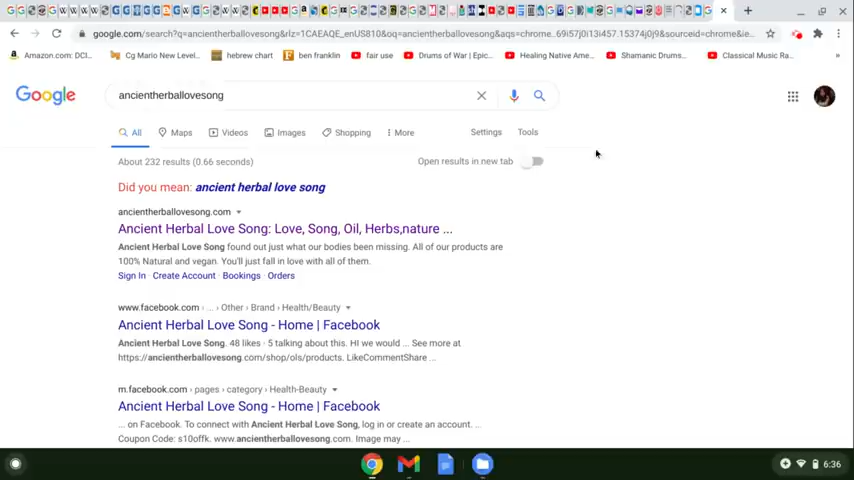 google.com/search?q=ancientherballovesong&rlz=1CAEAQE_enUS810&oq=ancientherballovesong&aqs=chrome..69i57j0i13i457.15374j0j9&sourceid=chrome&ie...
Amazon.com: DCI... Cg Mario New Level... hebrew chart ben franklin fair use Drums of War | Epic... Healing Native Ame... Shamanic Drums... Classical Music Ra... »
Google ancientherballovesong
All Maps Videos Images Shopping More Settings Tools
About 232 results (0.66 seconds) Open results in new tab
Did you mean: ancient herbal love song
ancientherballovesong.com
Ancient Herbal Love Song: Love, Song, Oil, Herbs,nature ...
Ancient Herbal Love Song found out just what our bodies been missing. All of our products are
100% Natural and vegan. You'll just fall in love with all of them.
Sign In · Create Account · Bookings · Orders
www.facebook.com › ... › Other › Brand › Health/Beauty
Ancient Herbal Love Song - Home | Facebook
Ancient Herbal Love Song. 48 likes · 5 talking about this. HI we would ... See more at
https://ancientherballovesong.com/shop/ols/products. LikeCommentShare ...
m.facebook.com › pages › category › Health-Beauty
Ancient Herbal Love Song - Home | Facebook
... on Facebook. To connect with Ancient Herbal Love Song, log in or create an account. ...
Coupon Code: s10offk. www.ancientherballovesong.com. Image may ...
6:36